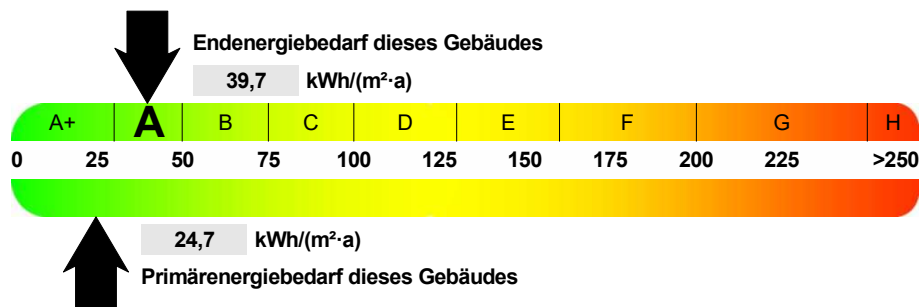 Endenergiebedarf dieses Gebäudes
39,7 kWh/(m²·a)
A+ A B C D E F G H
0 25 50 75 100 125 150 175 200 225 >250
24,7 kWh/(m²·a)
Primärenergiebedarf dieses Gebäudes